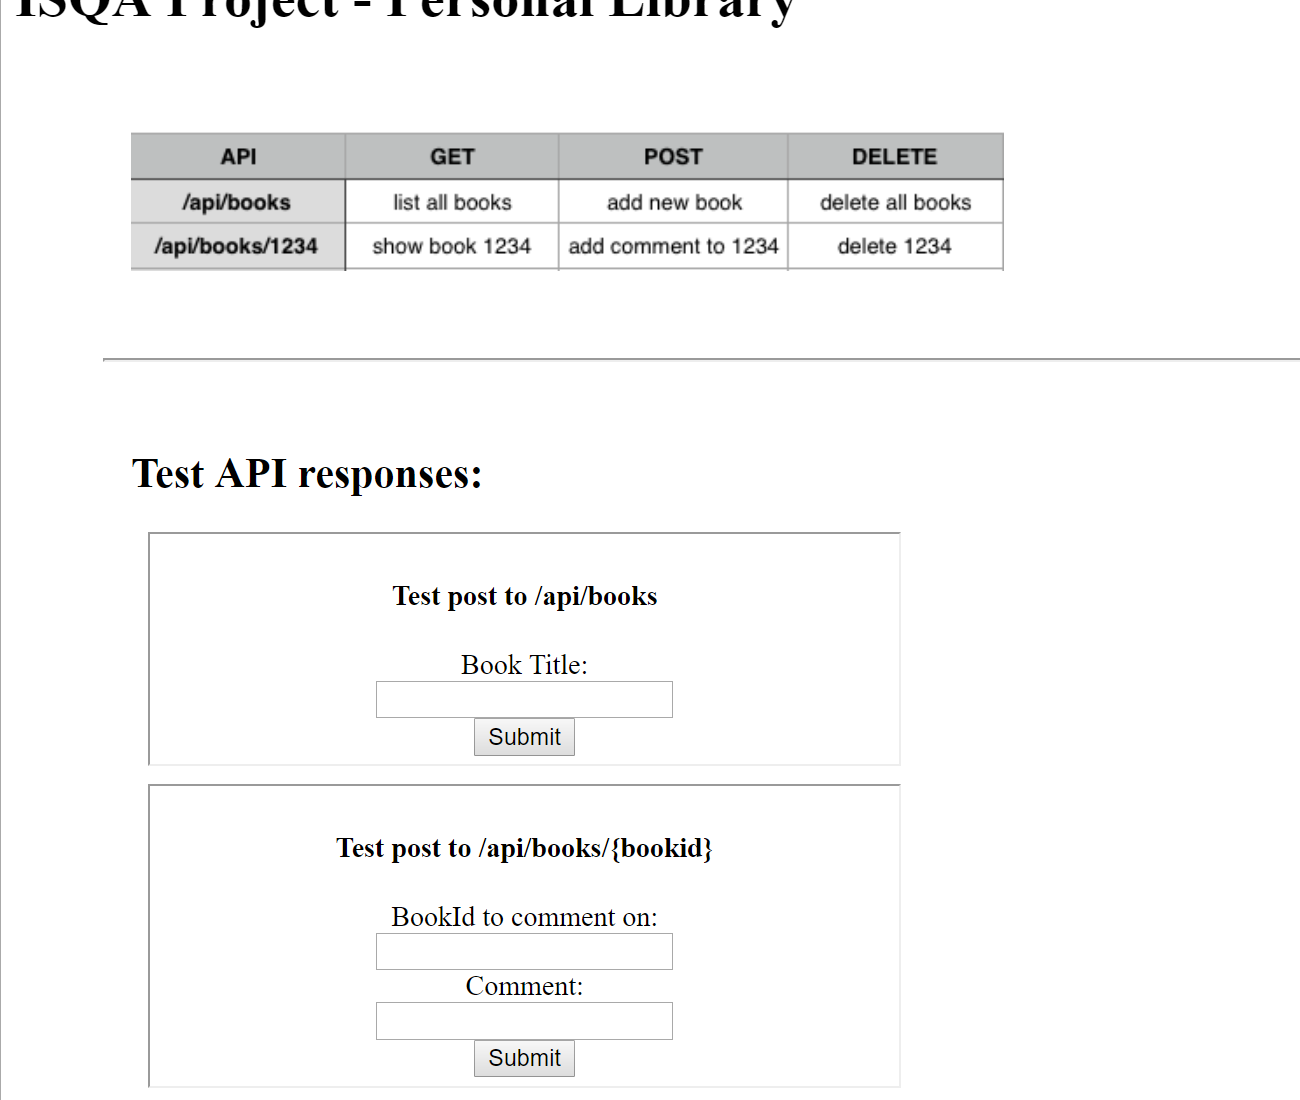 ISQA Project - Personal Library
API GET POST DELETE
/api/books list all books add new book delete all books
/api/books/1234 show book 1234 add comment to 1234 delete 1234
Test API responses:
Test post to /api/books
Book Title:
Submit
Test post to /api/books/{bookid}
BookId to comment on:
Comment:
Submit